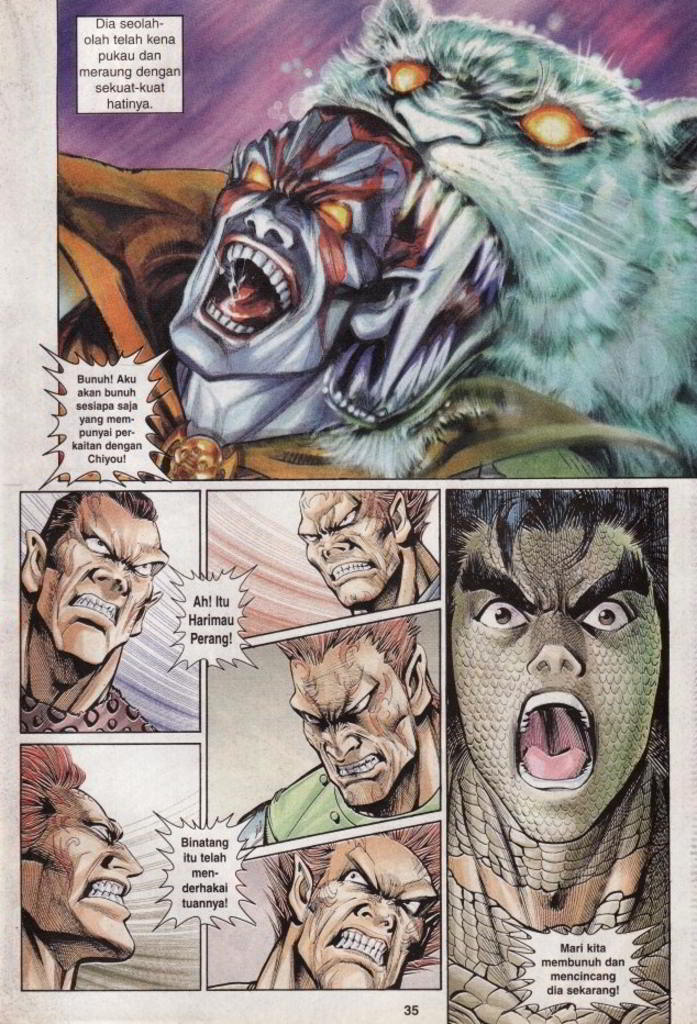 Dia seolah-
olah telah kena
pukau dan
meraung dengan
sekuat-kuat
hatinya.
Bunuh! Aku
akan bunuh
sesiapa saja
yang mem-
punyai per-
kaitan dengan
Chiyou!
Ah! Itu
Harimau
Perang!
Binatang
itu telah
men-
derhakai
tuannya!
Mari kita
membunuh dan
mencincang
dia sekarang!
35